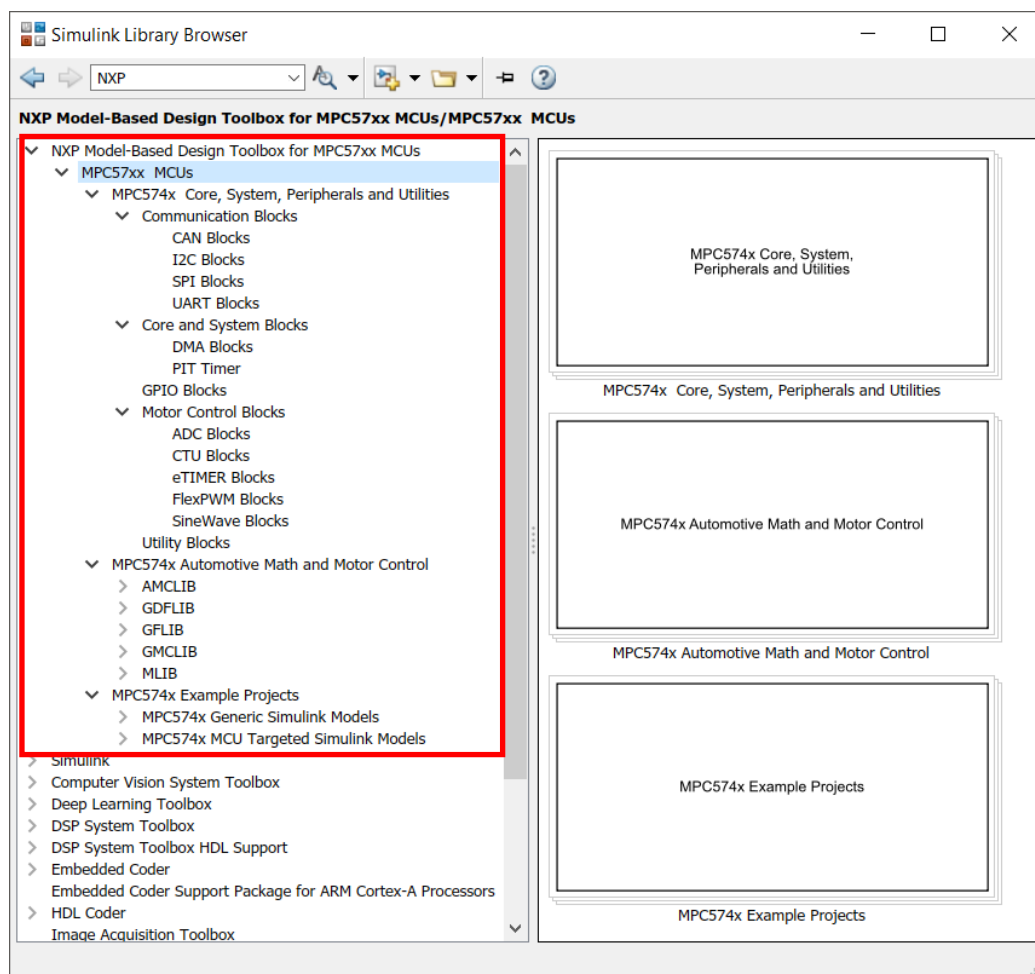 Simulink Library Browser
NXP
NXP Model-Based Design Toolbox for MPC57xx MCUs/MPC57xx  MCUs
NXP Model-Based Design Toolbox for MPC57xx MCUs
MPC57xx  MCUs
MPC574x  Core, System, Peripherals and Utilities
Communication Blocks
CAN Blocks
I2C Blocks
SPI Blocks
UART Blocks
Core and System Blocks
DMA Blocks
PIT Timer
GPIO Blocks
Motor Control Blocks
ADC Blocks
CTU Blocks
eTIMER Blocks
FlexPWM Blocks
SineWave Blocks
Utility Blocks
MPC574x Automotive Math and Motor Control
AMCLIB
GDFLIB
GFLIB
GMCLIB
MLIB
MPC574x Example Projects
MPC574x Generic Simulink Models
MPC574x MCU Targeted Simulink Models
Simulink
Computer Vision System Toolbox
Deep Learning Toolbox
DSP System Toolbox
DSP System Toolbox HDL Support
Embedded Coder
Embedded Coder Support Package for ARM Cortex-A Processors
HDL Coder
Image Acquisition Toolbox
MPC574x Core, System,
Peripherals and Utilities
MPC574x  Core, System, Peripherals and Utilities
MPC574x Automotive Math and Motor Control
MPC574x Automotive Math and Motor Control
MPC574x Example Projects
MPC574x Example Projects